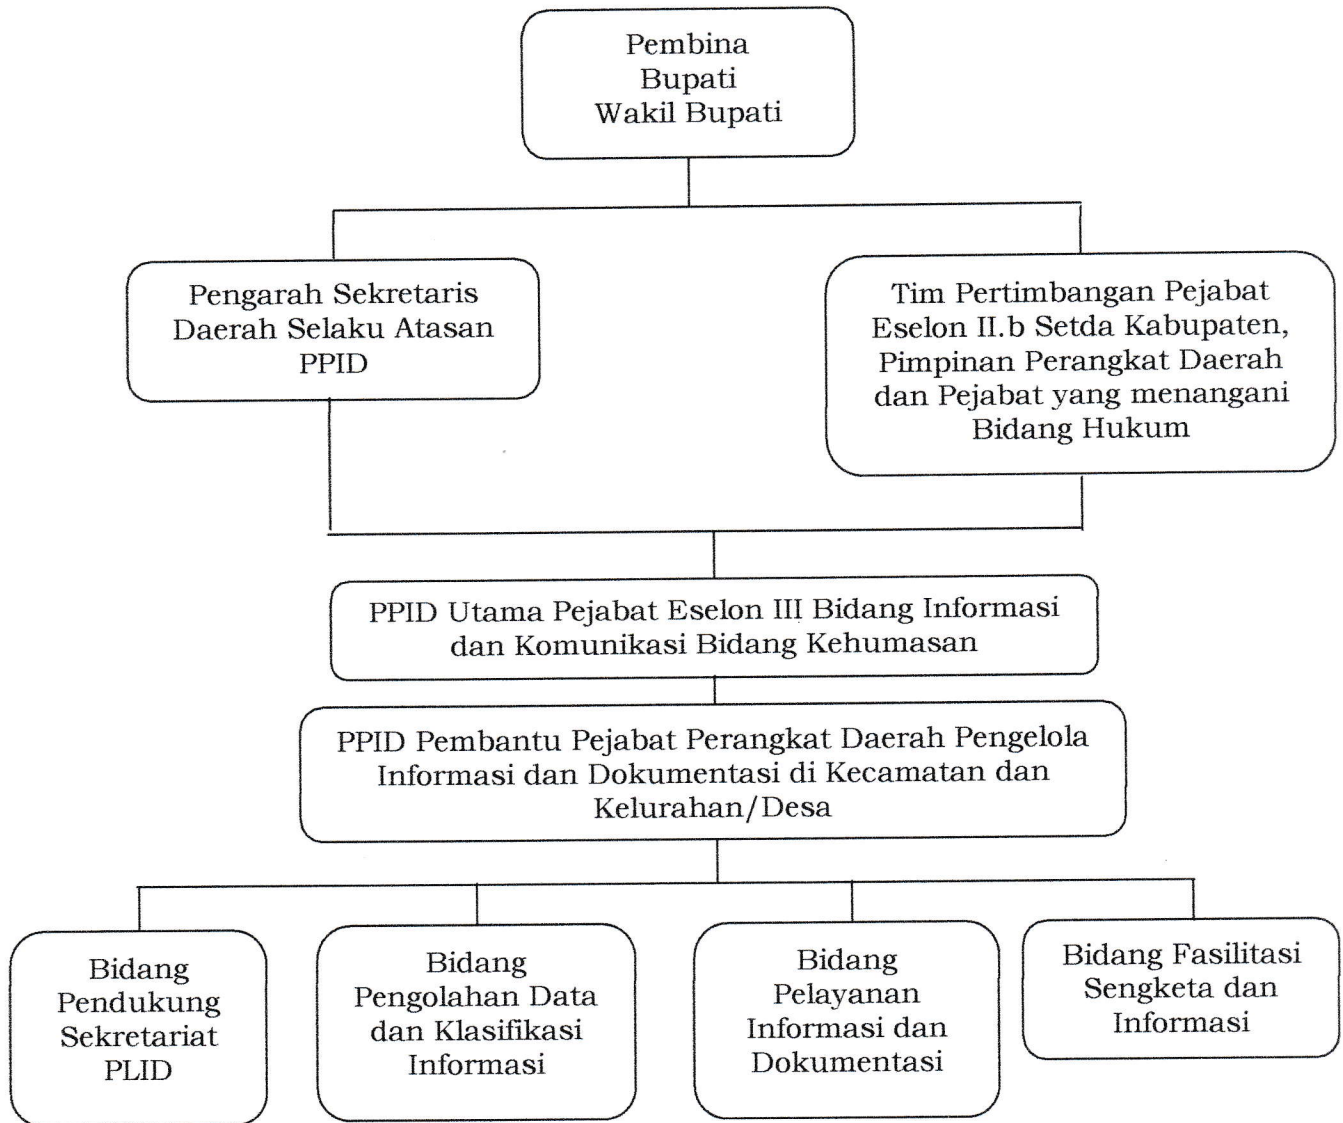 Pembina
Bupati
Wakil Bupati
Pengarah Sekretaris
Daerah Selaku Atasan
PPID
Tim Pertimbangan Pejabat
Eselon II.b Setda Kabupaten,
Pimpinan Perangkat Daerah
dan Pejabat yang menangani
Bidang Hukum
PPID Utama Pejabat Eselon III Bidang Informasi
dan Komunikasi Bidang Kehumasan
PPID Pembantu Pejabat Perangkat Daerah Pengelola
Informasi dan Dokumentasi di Kecamatan dan
Kelurahan/Desa
Bidang
Pendukung
Sekretariat
PLID
Bidang
Pengolahan Data
dan Klasifikasi
Informasi
Bidang
Pelayanan
Informasi dan
Dokumentasi
Bidang Fasilitasi
Sengketa dan
Informasi